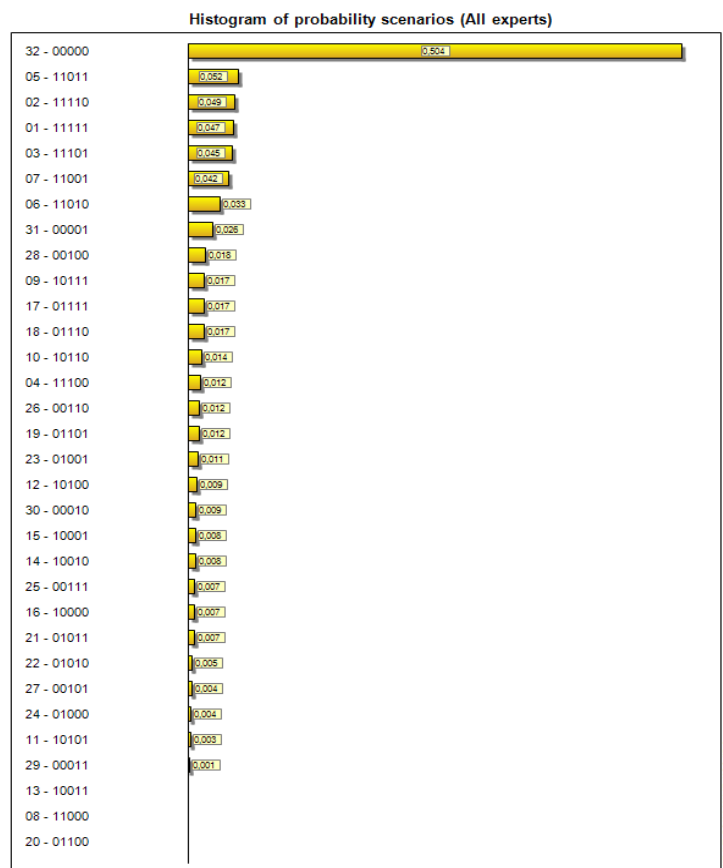 Histogram of probability scenarios (All experts)
32 - 00000 0,504
05 - 11011 0,052
02 - 11110 0,049
01 - 11111 0,047
03 - 11101 0,045
07 - 11001 0,042
06 - 11010 0,033
31 - 00001 0,026
28 - 00100 0,018
09 - 10111 0,017
17 - 01111 0,017
18 - 01110 0,017
10 - 10110 0,014
04 - 11100 0,012
26 - 00110 0,012
19 - 01101 0,012
23 - 01001 0,011
12 - 10100 0,009
30 - 00010 0,009
15 - 10001 0,008
14 - 10010 0,008
25 - 00111 0,007
16 - 10000 0,007
21 - 01011 0,007
22 - 01010 0,005
27 - 00101 0,004
24 - 01000 0,004
11 - 10101 0,003
29 - 00011 0,001
13 - 10011
08 - 11000
20 - 01100